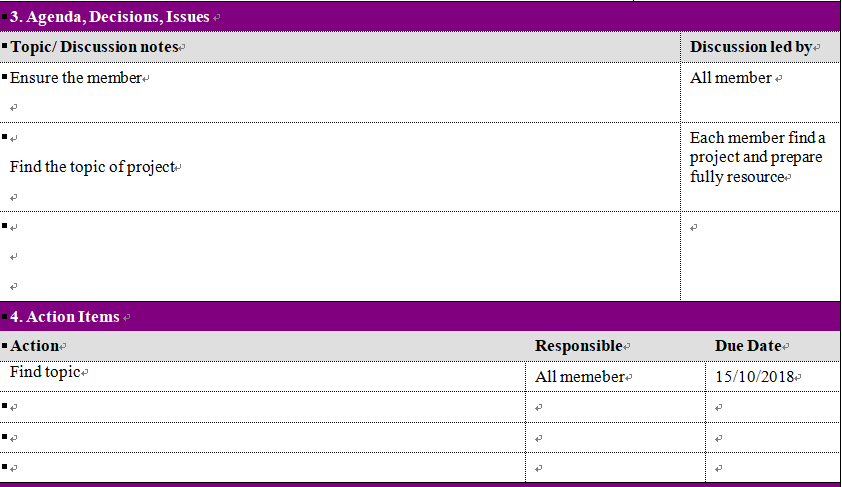 3. Agenda, Decisions, Issues
Topic/ Discussion notes
Discussion led by
Ensure the member
All member
Find the topic of project
Each member find a
project and prepare
fully resource
4. Action Items
Action
Responsible
Due Date
Find topic
All memeber
15/10/2018